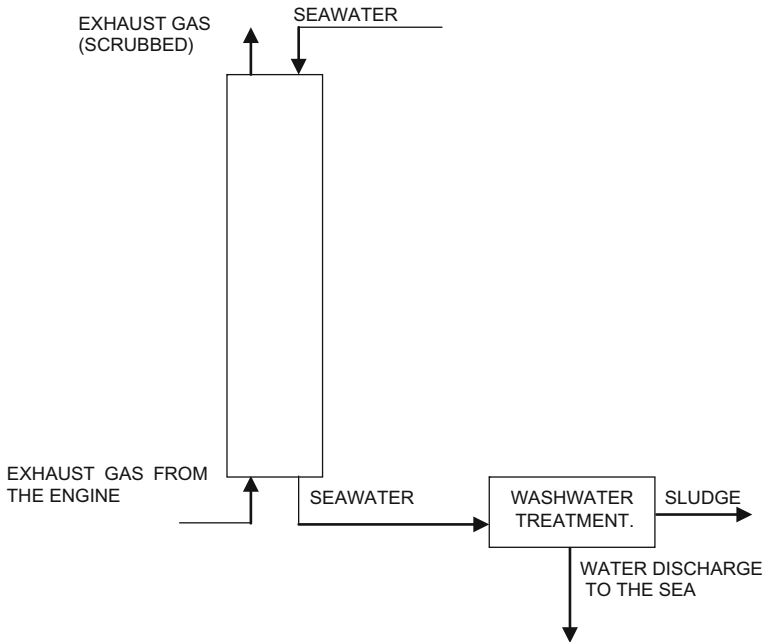 EXHAUST GAS
(SCRUBBED)
SEAWATER
EXHAUST GAS FROM
THE ENGINE
SEAWATER
WASHWATER
TREATMENT.
SLUDGE
WATER DISCHARGE
TO THE SEA